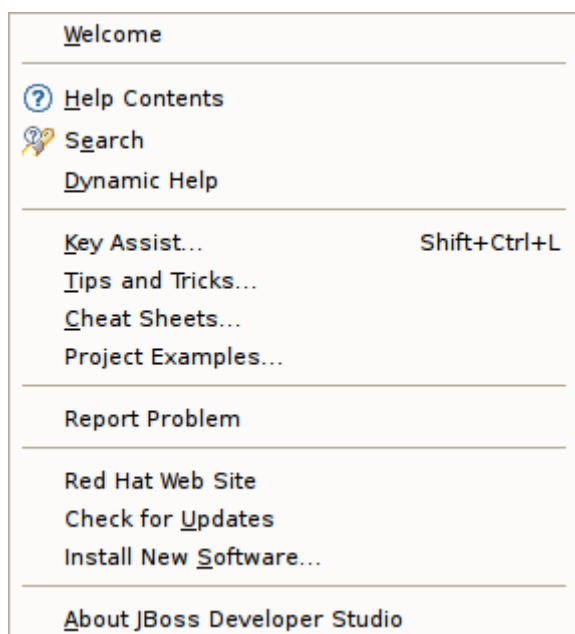 Welcome
Help Contents
Search
Dynamic Help
Key Assist... Shift+Ctrl+L
Tips and Tricks...
Cheat Sheets...
Project Examples...
Report Problem
Red Hat Web Site
Check for Updates
Install New Software...
About JBoss Developer Studio